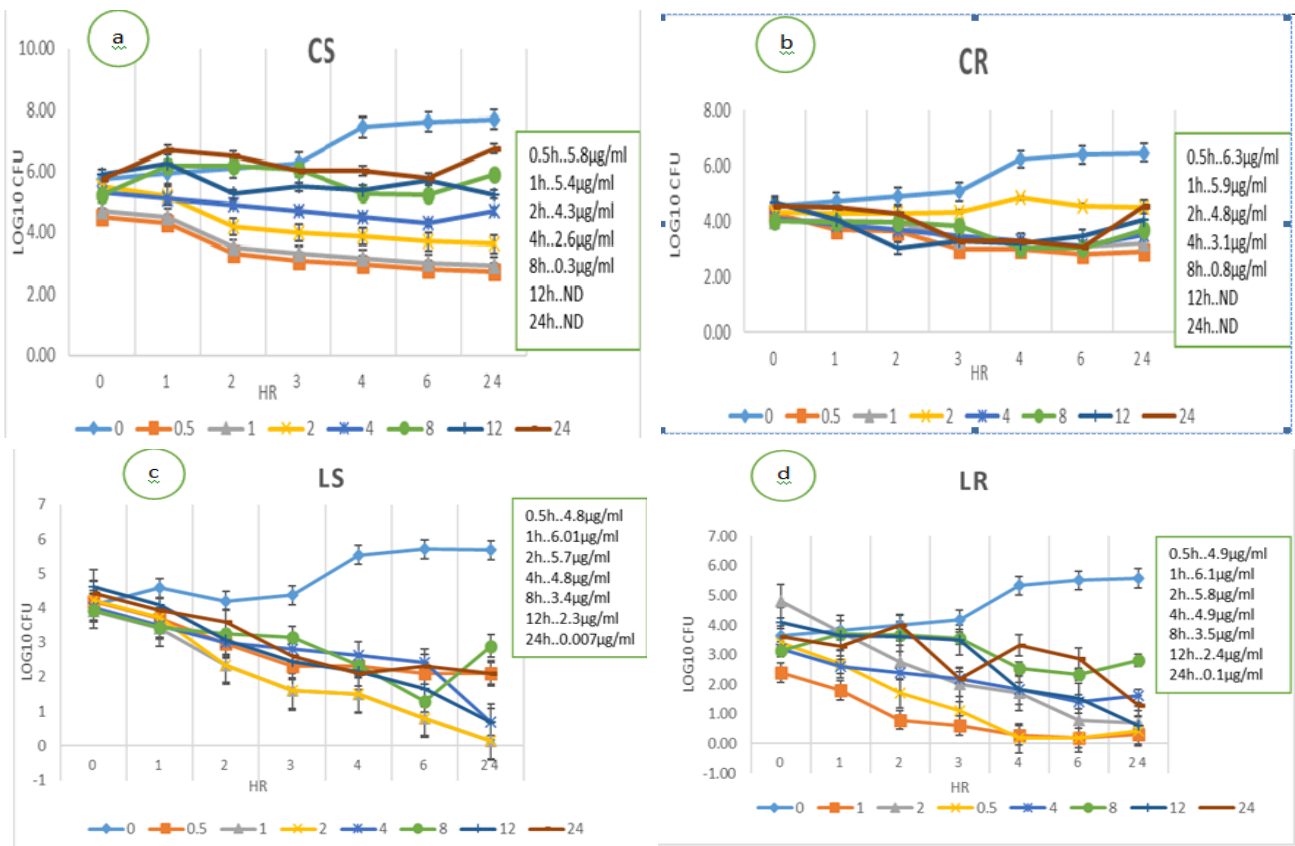 a
CS
10.00
8.00
6.00
4.00
2.00
0.00
LOG10 CFU
0 1 2 3 4 6 24
HR
0.5h..5.8µg/ml
1h..5.4µg/ml
2h..4.3µg/ml
4h..2.6µg/ml
8h..0.3µg/ml
12h..ND
24h..ND
0 0.5 1 2 4 8 12 24
b
CR
8.00
6.00
4.00
2.00
0.00
LOG10 CFU
0 1 2 3 4 6 24
HR
0.5h..6.3µg/ml
1h..5.9µg/ml
2h..4.8µg/ml
4h..3.1µg/ml
8h..0.8µg/ml
12h..ND
24h..ND
0 0.5 1 2 4 8 12 24
c
LS
7
6
5
4
3
2
1
0
-1
LOG10 CFU
0 1 2 3 4 6 24
HR
0.5h..4.8µg/ml
1h..6.01µg/ml
2h..5.7µg/ml
4h..4.8µg/ml
8h..3.4µg/ml
12h..2.3µg/ml
24h..0.007µg/ml
0 0.5 1 2 4 8 12 24
d
LR
7.00
6.00
5.00
4.00
3.00
2.00
1.00
0.00
-1.00
LOG10 CFU
0 1 2 3 4 6 24
HR
0.5h..4.9µg/ml
1h..6.1µg/ml
2h..5.8µg/ml
4h..4.9µg/ml
8h..3.5µg/ml
12h..2.4µg/ml
24h..0.1µg/ml
0 1 2 0.5 4 8 12 24